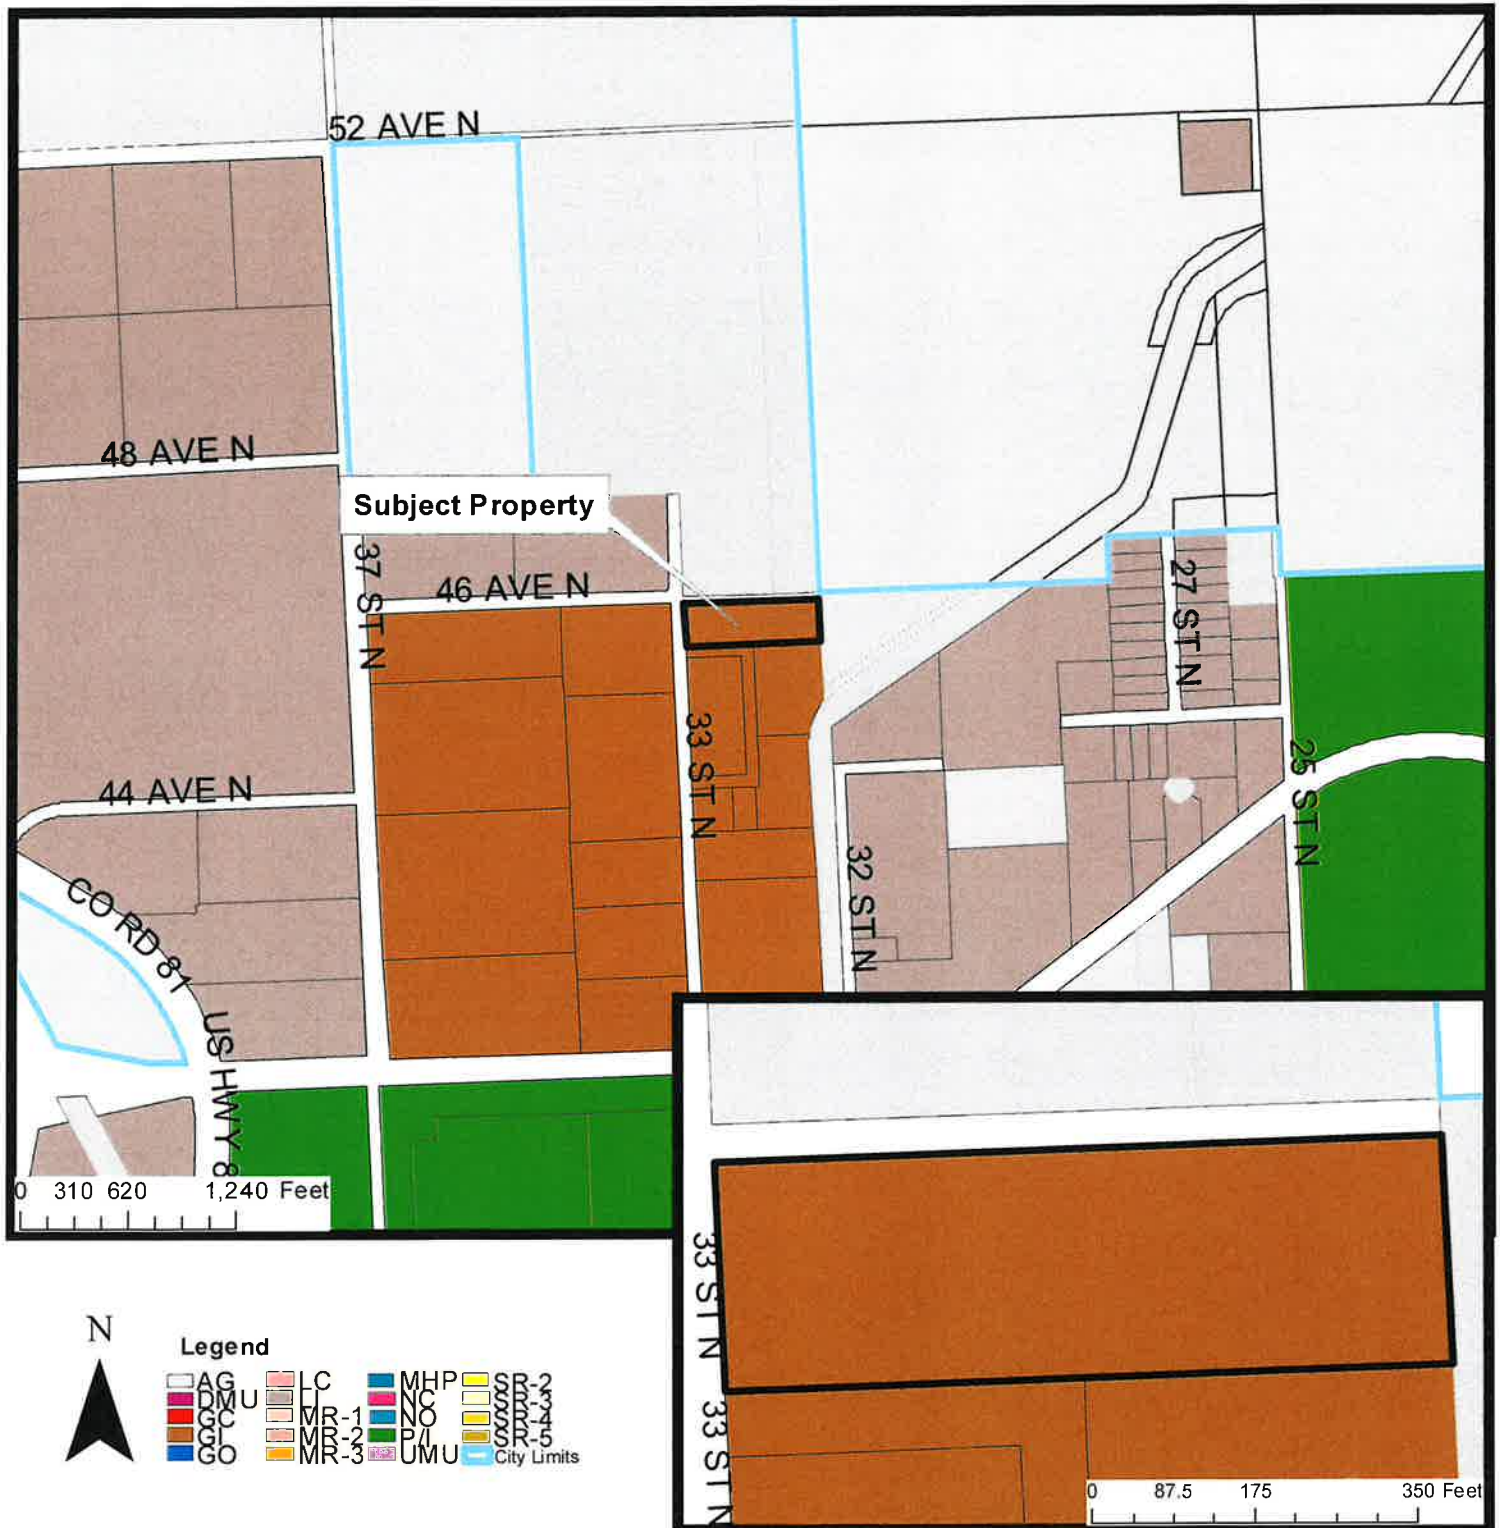 52 AVE N
48 AVE N
Subject Property
37 ST N
46 AVE N
27 ST N
33 ST N
25 ST N
44 AVE N
32 ST N
CO RD 81
US HWY 8
0 310 620 1,240 Feet
33 ST N
33 ST N
0 87.5 175 350 Feet
N
Legend
AG LC MHP SR-2
DMU LI NC SR-3
GC MR-1 NO SR-4
GI MR-2 P/I SR-5
GO MR-3 UMU City Limits